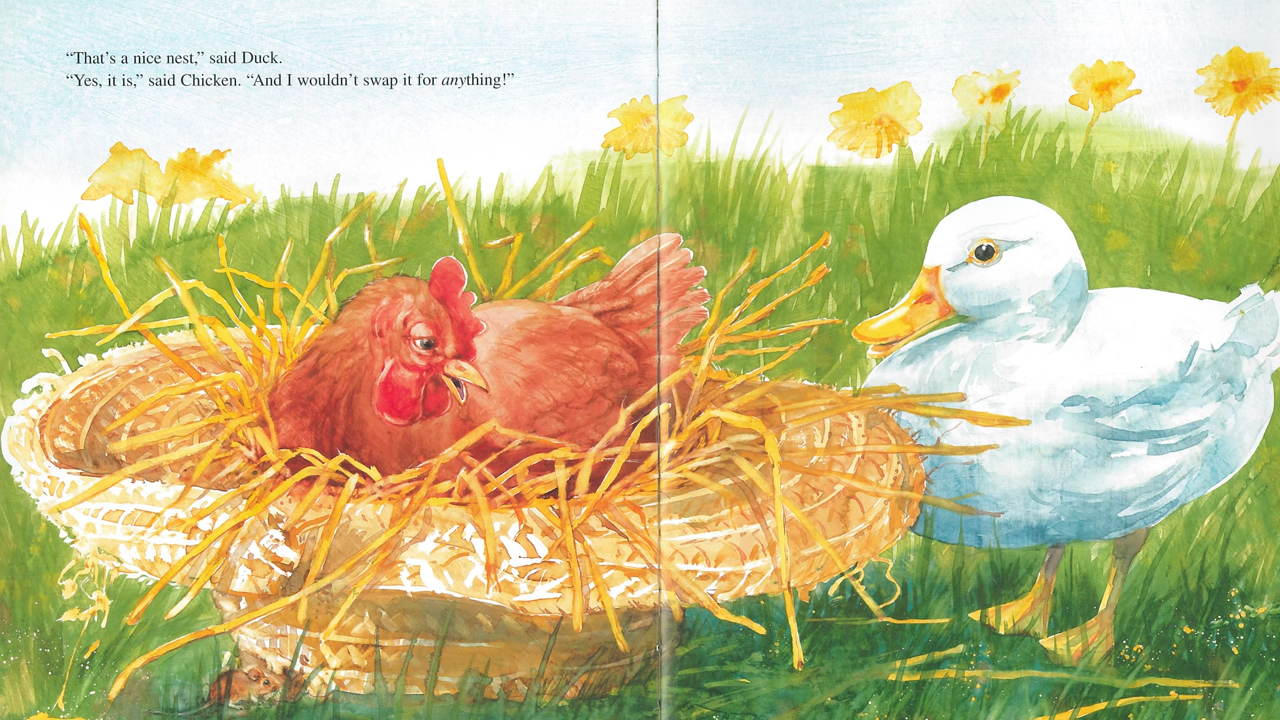 “That’s a nice nest,” said Duck.
“Yes, it is,” said Chicken. “And I wouldn’t swap it for anything!”